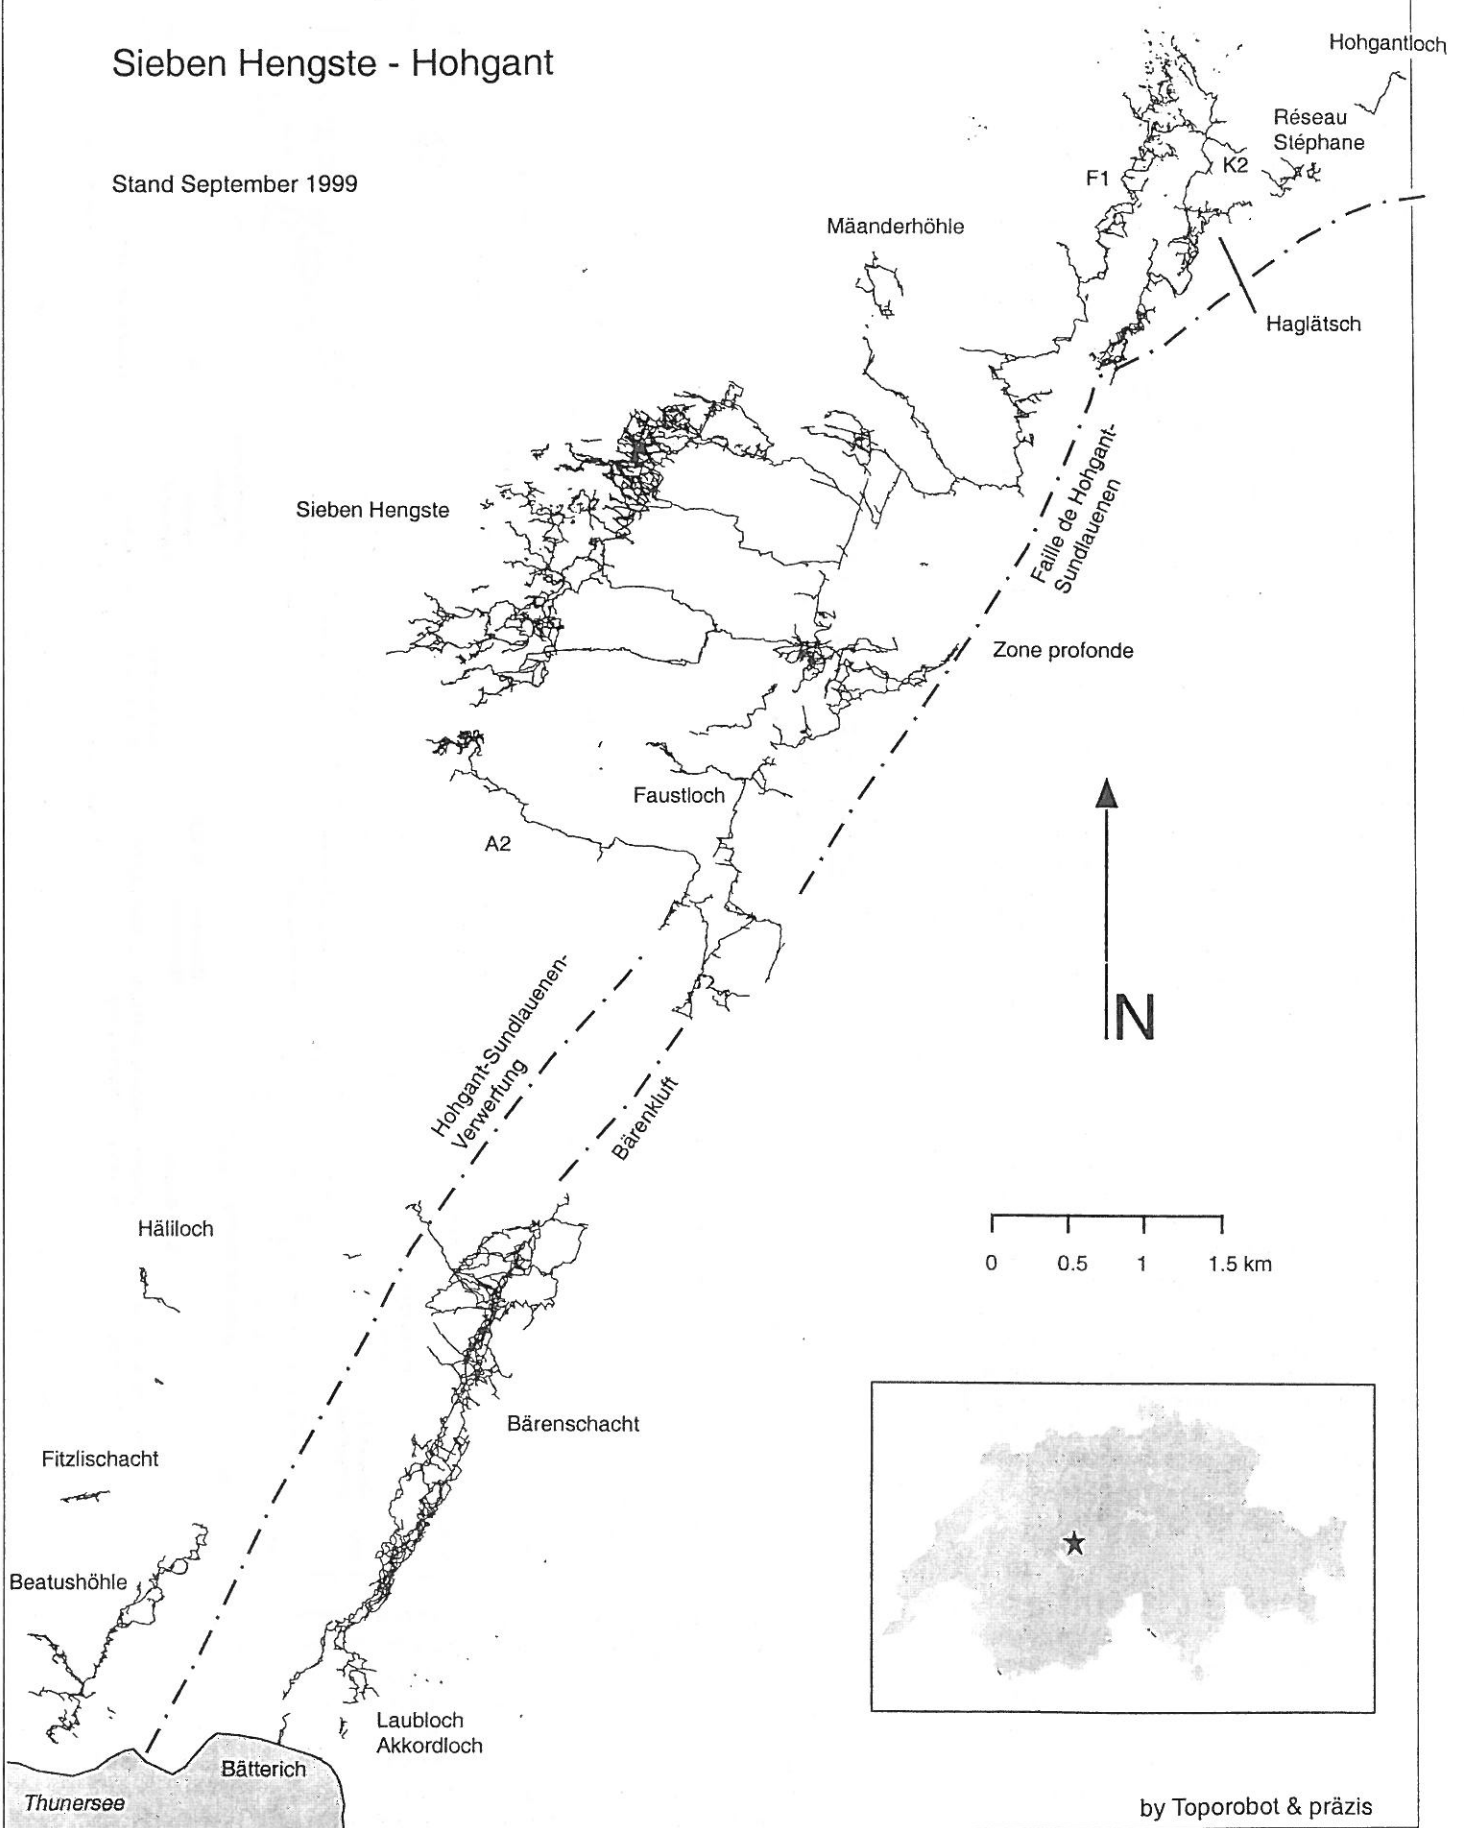 Sieben Hengste - Hohgant
Hohgantloch
Réseau
Stéphane
Stand September 1999
F1
K2
Mäanderhöhle
Haglätsch
Faille de Hohgant-
Sundlauenen
Sieben Hengste
Zone profonde
Faustloch
A2
N
Hohgant-Sundlauenen-
Verwerfung
Bärenkluft
Häliloch
0 0.5 1 1.5 km
Bärenschacht
Fitzlischacht
Beatushöhle
Laubloch
Akkordloch
Bätterich
Thunersee
by Toporobot & präzis